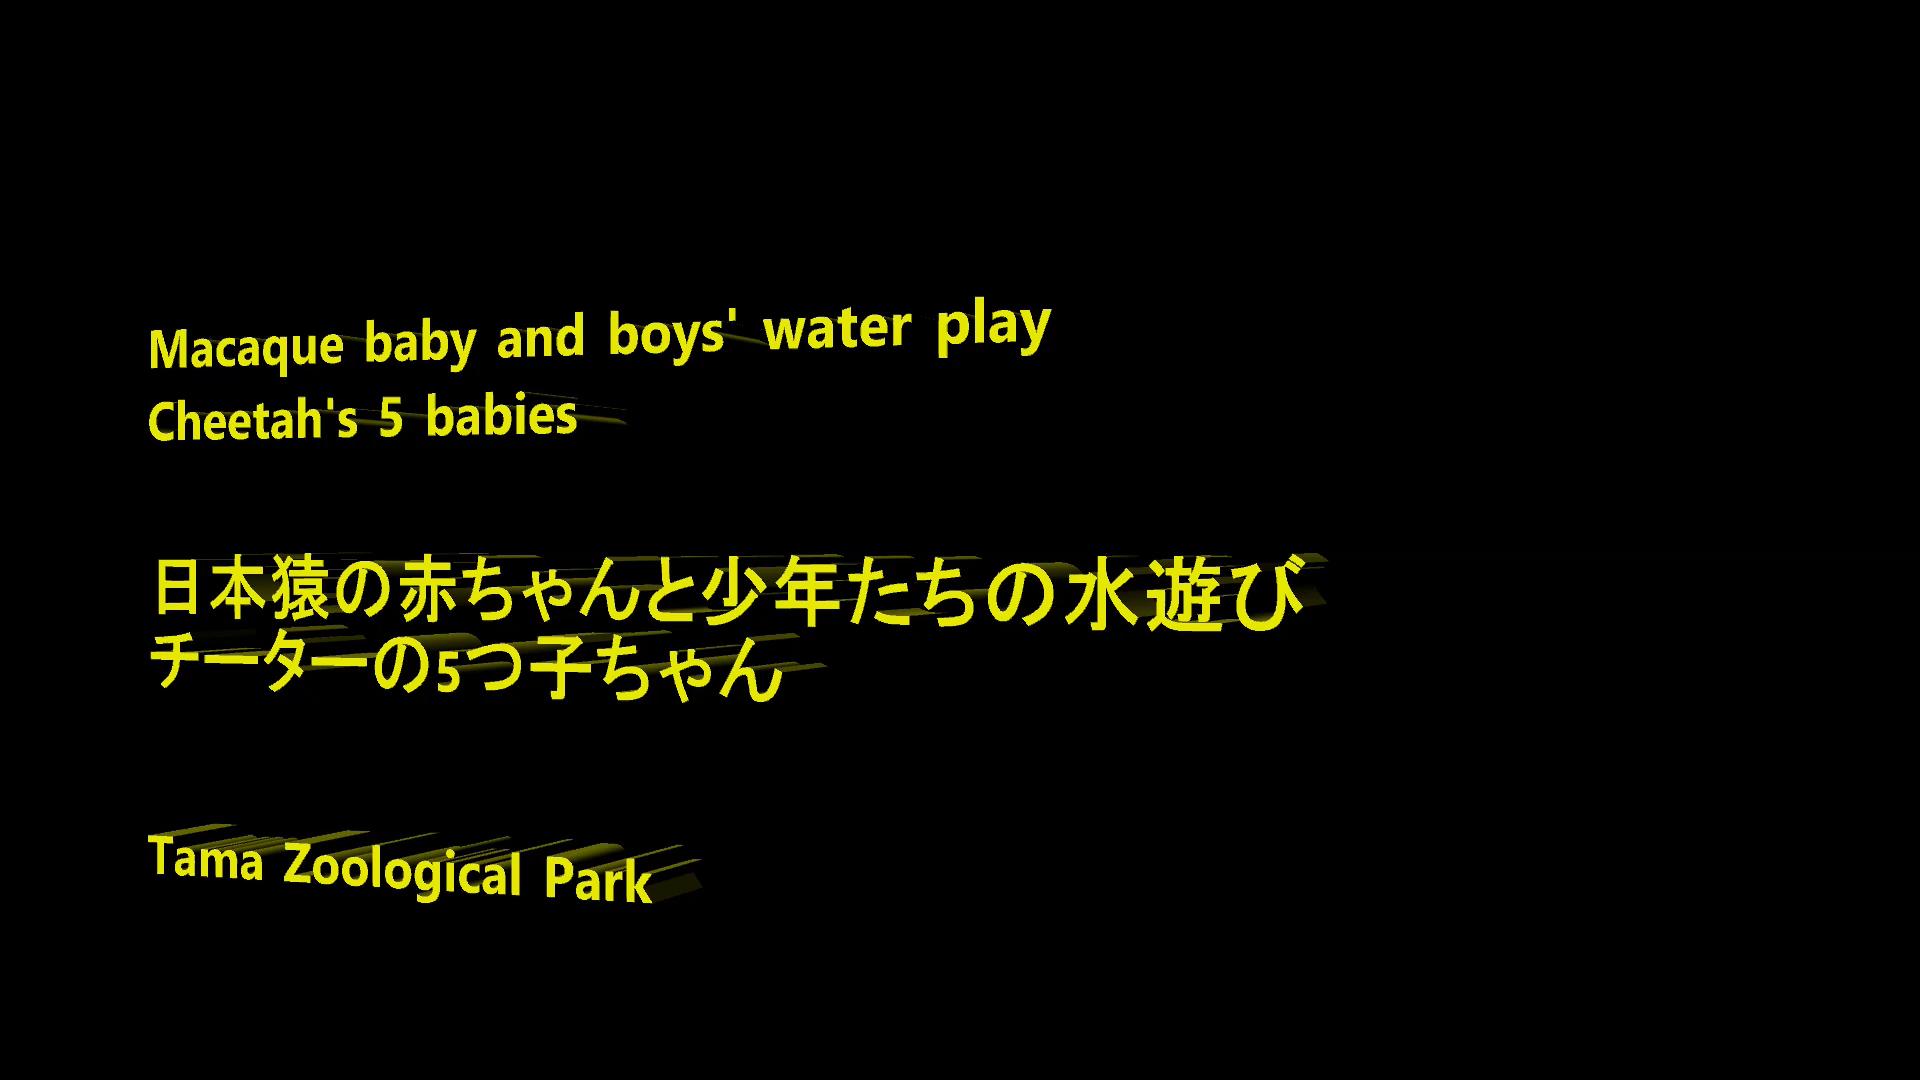 Macaque baby and boys' water play
Cheetah's 5 babies
日本猿の赤ちゃんと少年たちの水遊び
チーターの5つ子ちゃん
Tama Zoological Park